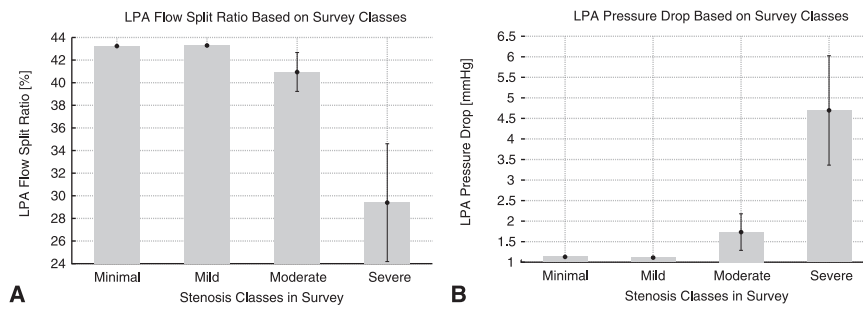 LPA Flow Split Ratio Based on Survey Classes
LPA Flow Split Ratio [%]
44
42
40
38
36
34
32
30
28
26
24
Minimal Mild Moderate Severe
Stenosis Classes in Survey
A
LPA Pressure Drop Based on Survey Classes
LPA Pressure Drop [mmHg]
6.5
6
5.5
5
4.5
4
3.5
3
2.5
2
1.5
1
Minimal Mild Moderate Severe
Stenosis Classes in Survey
B